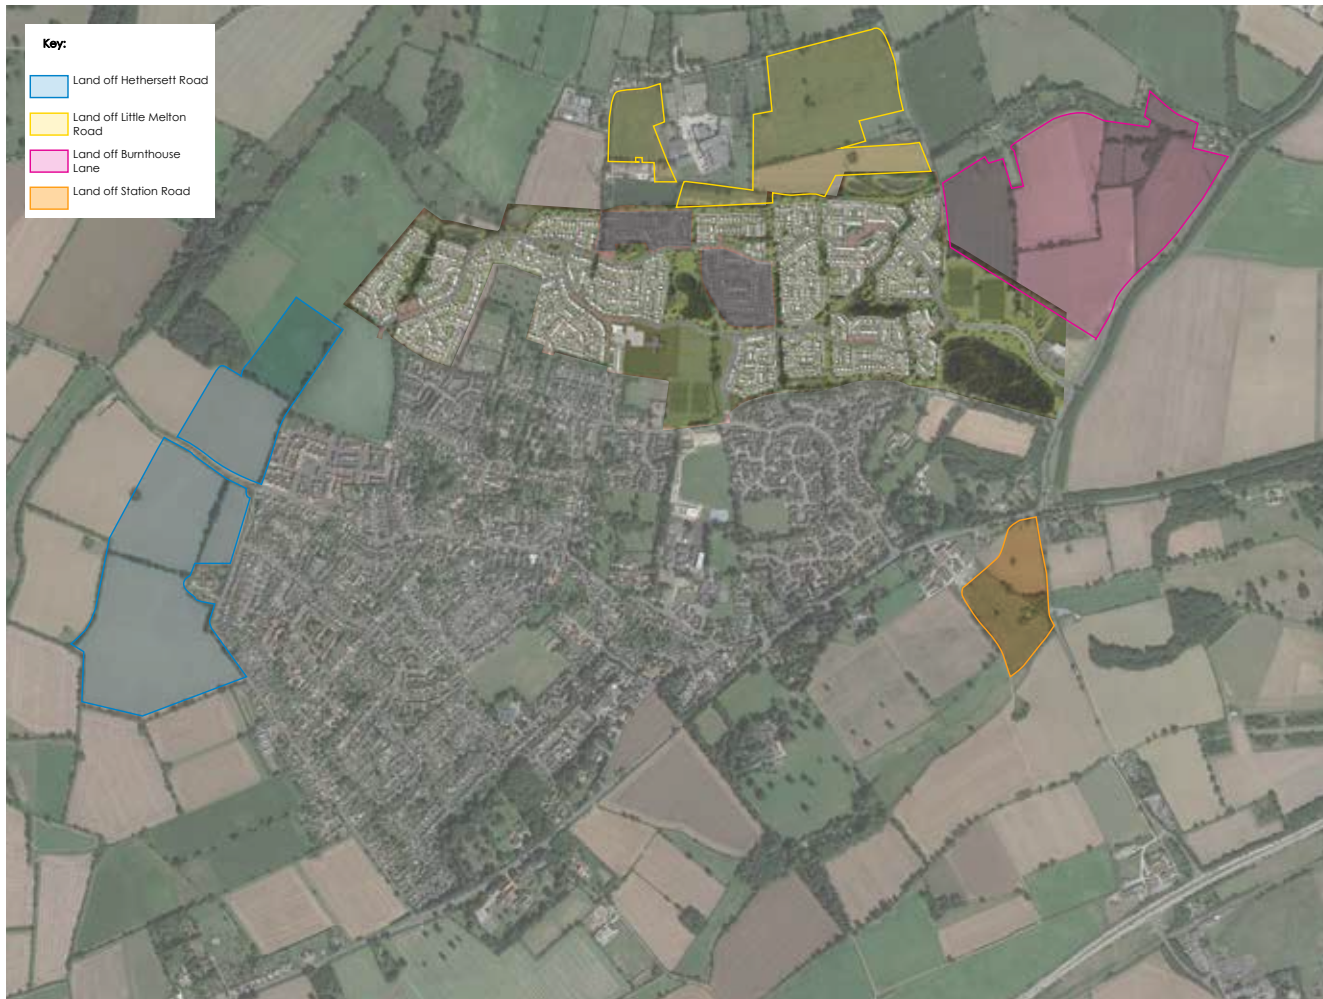 Key:
Land off Hethersett Road
Land off Little Melton
Road
Land off Burnthouse
Lane
Land off Station Road